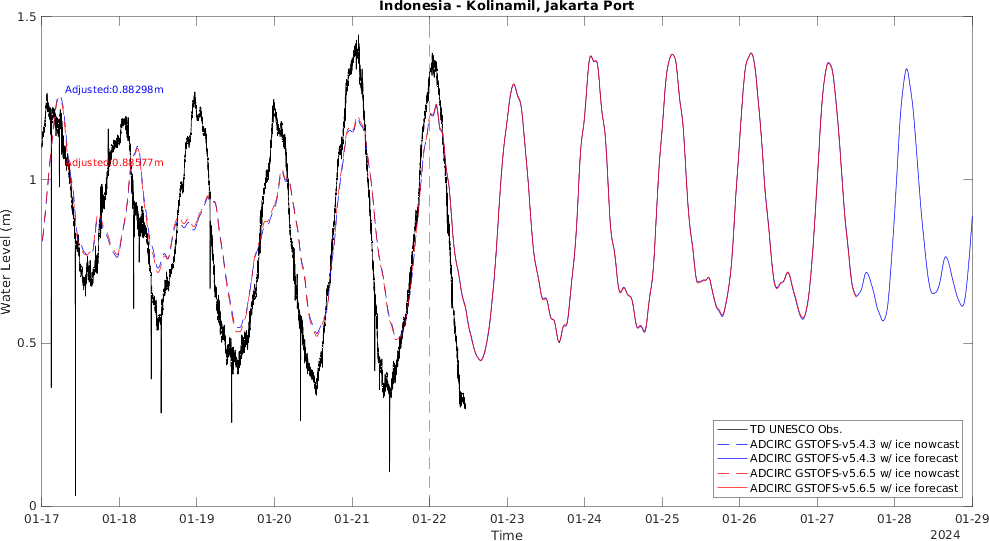 Indonesia - Kolinamil, Jakarta Port
Water Level (m)
1.5
1
0.5
0
Adjusted:0.88298m
Adjusted:0.88577m
TD UNESCO Obs.
ADCIRC GSTOFS-v5.4.3 w/ ice nowcast
ADCIRC GSTOFS-v5.4.3 w/ ice forecast
ADCIRC GSTOFS-v5.6.5 w/ ice nowcast
ADCIRC GSTOFS-v5.6.5 w/ ice forecast
01-17 01-18 01-19 01-20 01-21 01-22 01-23 01-24 01-25 01-26 01-27 01-28 01-29
Time
2024